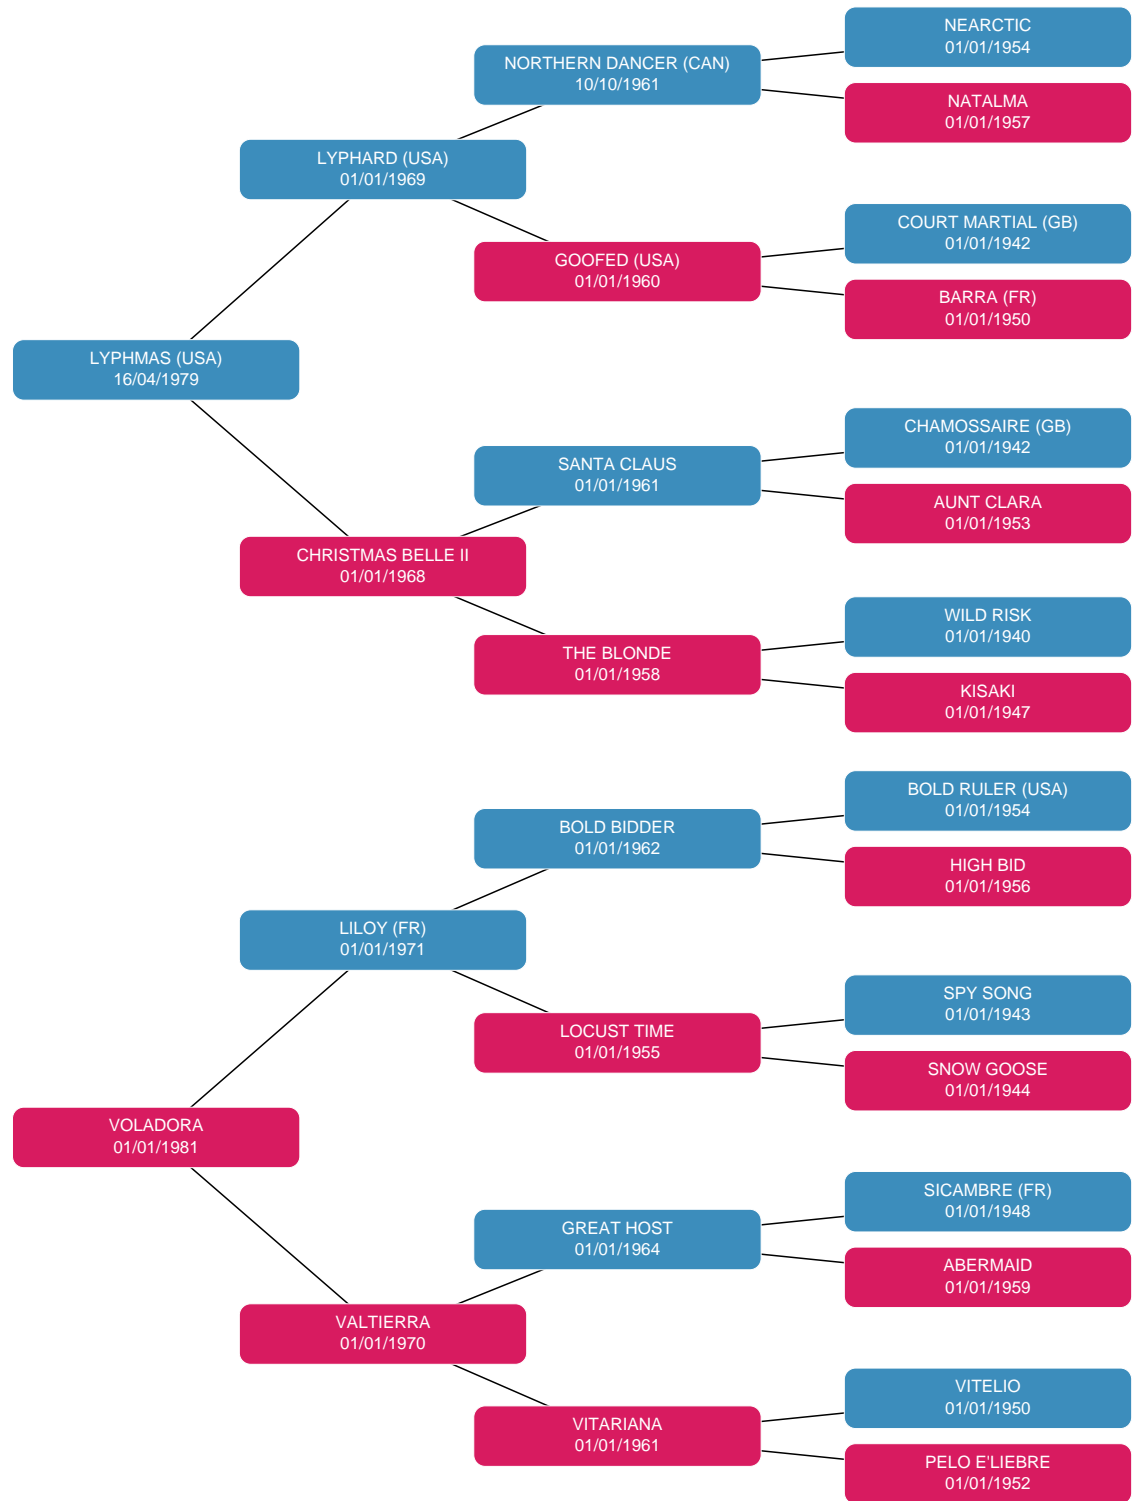 NEARCTIC
01/01/1954
NORTHERN DANCER (CAN)
10/10/1961
NATALMA
01/01/1957
LYPHARD (USA)
01/01/1969
COURT MARTIAL (GB)
01/01/1942
GOOFED (USA)
01/01/1960
BARRA (FR)
01/01/1950
LYPHMAS (USA)
16/04/1979
CHAMOSSAIRE (GB)
01/01/1942
SANTA CLAUS
01/01/1961
AUNT CLARA
01/01/1953
CHRISTMAS BELLE II
01/01/1968
WILD RISK
01/01/1940
THE BLONDE
01/01/1958
KISAKI
01/01/1947
BOLD RULER (USA)
01/01/1954
BOLD BIDDER
01/01/1962
HIGH BID
01/01/1956
LILOY (FR)
01/01/1971
SPY SONG
01/01/1943
LOCUST TIME
01/01/1955
SNOW GOOSE
01/01/1944
VOLADORA
01/01/1981
SICAMBRE (FR)
01/01/1948
GREAT HOST
01/01/1964
ABERMAID
01/01/1959
VALTIERRA
01/01/1970
VITELIO
01/01/1950
VITARIANA
01/01/1961
PELO E'LIEBRE
01/01/1952